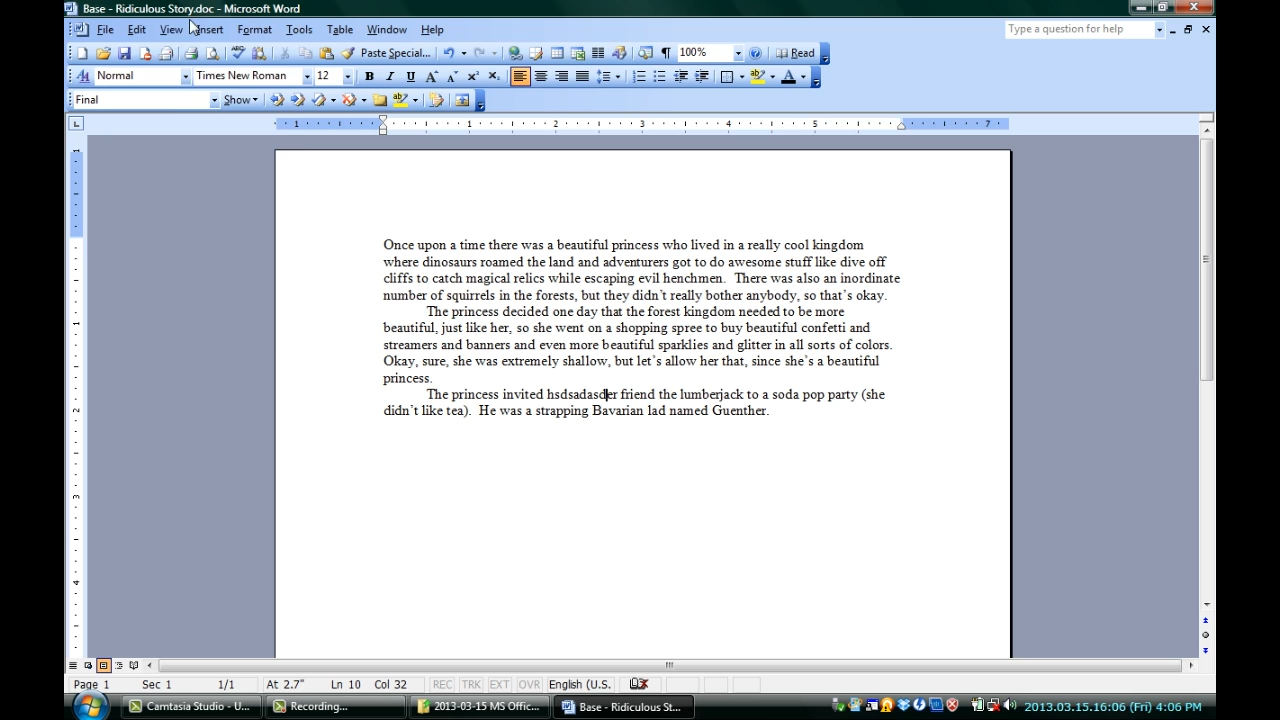 Base - Ridiculous Story.doc - Microsoft Word
File Edit View Insert Format Tools Table Window Help Type a question for help
Paste Special... 100% Read
Normal Times New Roman 12 B I U
Final Show
1 1 2 3 4 5 7
Once upon a time there was a beautiful princess who lived in a really cool kingdom
where dinosaurs roamed the land and adventurers got to do awesome stuff like dive off
cliffs to catch magical relics while escaping evil henchmen. There was also an inordinate
number of squirrels in the forests, but they didn't really bother anybody, so that's okay.
The princess decided one day that the forest kingdom needed to be more
beautiful, just like her, so she went on a shopping spree to buy beautiful confetti and
streamers and banners and even more beautiful sparklies and glitter in all sorts of colors.
Okay, sure, she was extremely shallow, but let's allow her that, since she's a beautiful
princess.
The princess invited hsdsadasder friend the lumberjack to a soda pop party (she
didn't like tea). He was a strapping Bavarian lad named Guenther.
Page 1 Sec 1 1/1 At 2.7" Ln 10 Col 32 REC TRK EXT OVR English (U.S.
Camtasia Studio - U... Recording... 2013-03-15 MS Offic... Base - Ridiculous St... 2013.03.15.16:06 (Fri) 4:06 PM